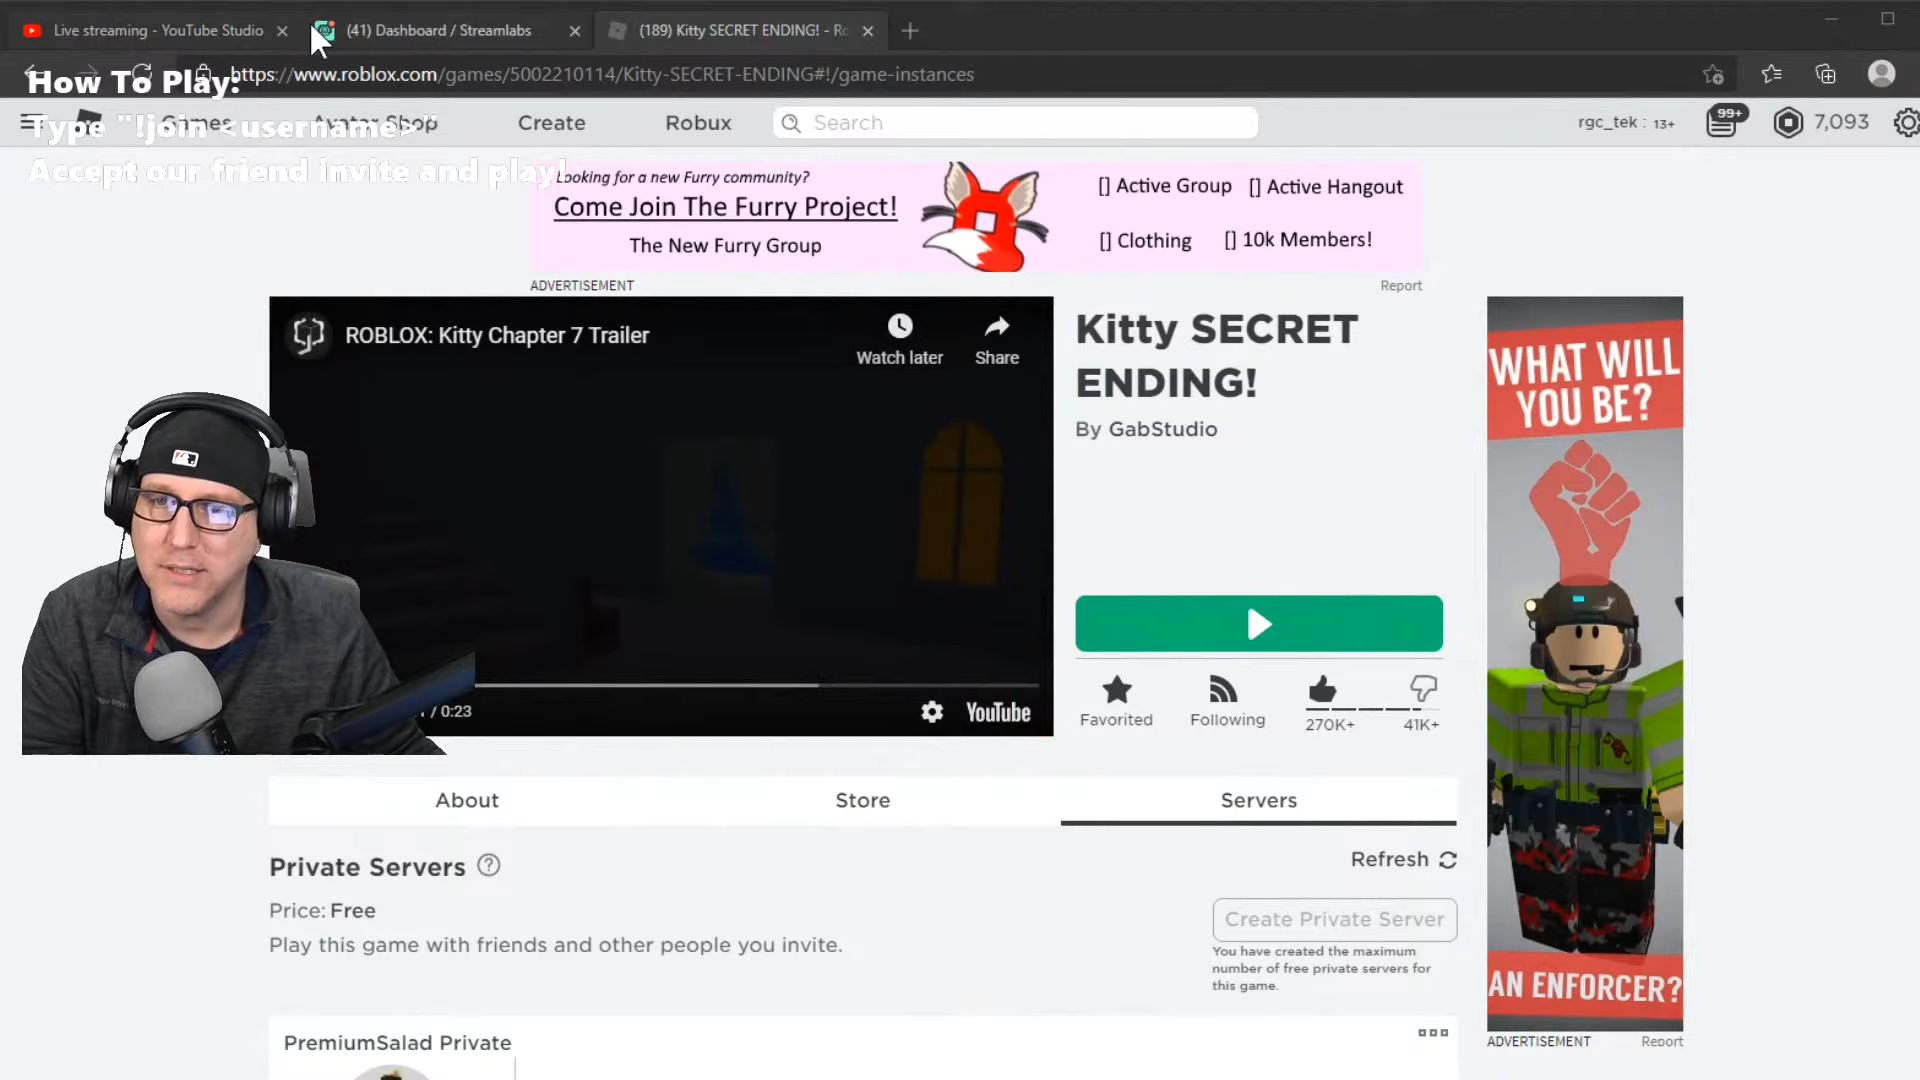 Live streaming - YouTube Studio
(41) Dashboard / Streamlabs
(189) Kitty SECRET ENDING! - Ro
https://www.roblox.com/games/5002210114/Kitty-SECRET-ENDING#!/game-instances
How To Play:
Type "!join <username>"
Accept our friend invite and play!
Games
Avatar Shop
Create
Robux
Search
rgc_tek : 13+
99+
7,093
Looking for a new Furry community?
Come Join The Furry Project!
The New Furry Group
[] Active Group [] Active Hangout
[] Clothing [] 10k Members!
ADVERTISEMENT
Report
ROBLOX: Kitty Chapter 7 Trailer
Watch later
Share
/ 0:23
YouTube
Kitty SECRET
ENDING!
By GabStudio
Favorited
Following
270K+
41K+
WHAT WILL
YOU BE?
AN ENFORCER?
ADVERTISEMENT
Report
About
Store
Servers
Private Servers
?
Refresh
Price: Free
Play this game with friends and other people you invite.
Create Private Server
You have created the maximum
number of free private servers for
this game.
PremiumSalad Private